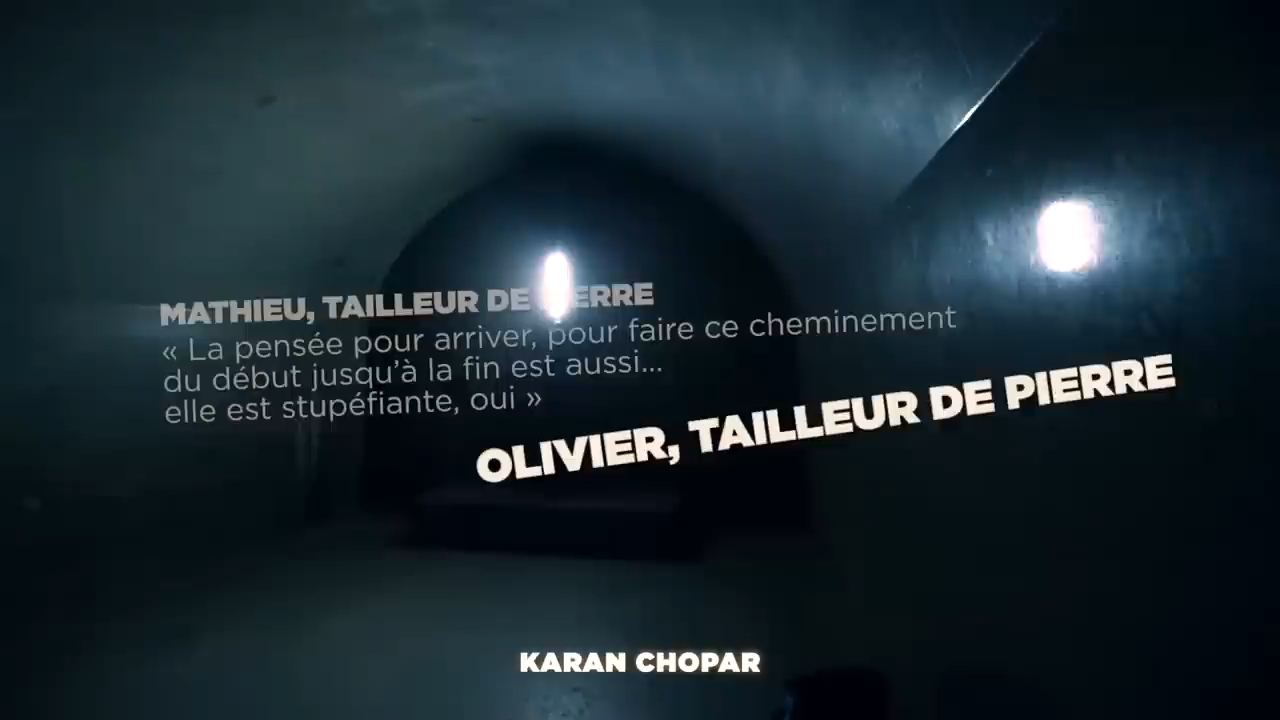 MATHIEU, TAILLEUR DE PIERRE
« La pensée pour arriver, pour faire ce cheminement
du début jusqu’à la fin est aussi...
elle est stupéfiante, oui »
OLIVIER, TAILLEUR DE PIERRE
KARAN CHOPAR